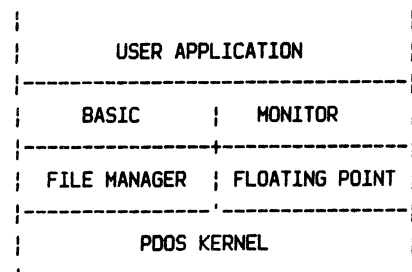 USER APPLICATION
BASIC MONITOR
FILE MANAGER FLOATING POINT
PDOS KERNEL